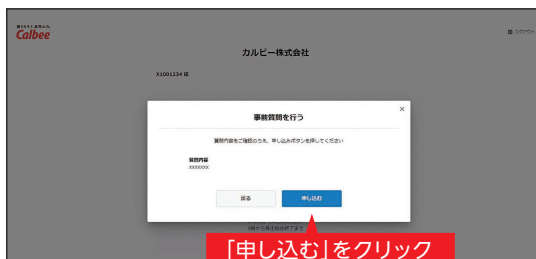 Calbee
カルビー株式会社
X1001234 様
×
事前質問を行う
質問内容をご確認のうえ、申し込みボタンを押してください
質問内容
XXXXXXX
戻る
申し込む
「申し込む」をクリック